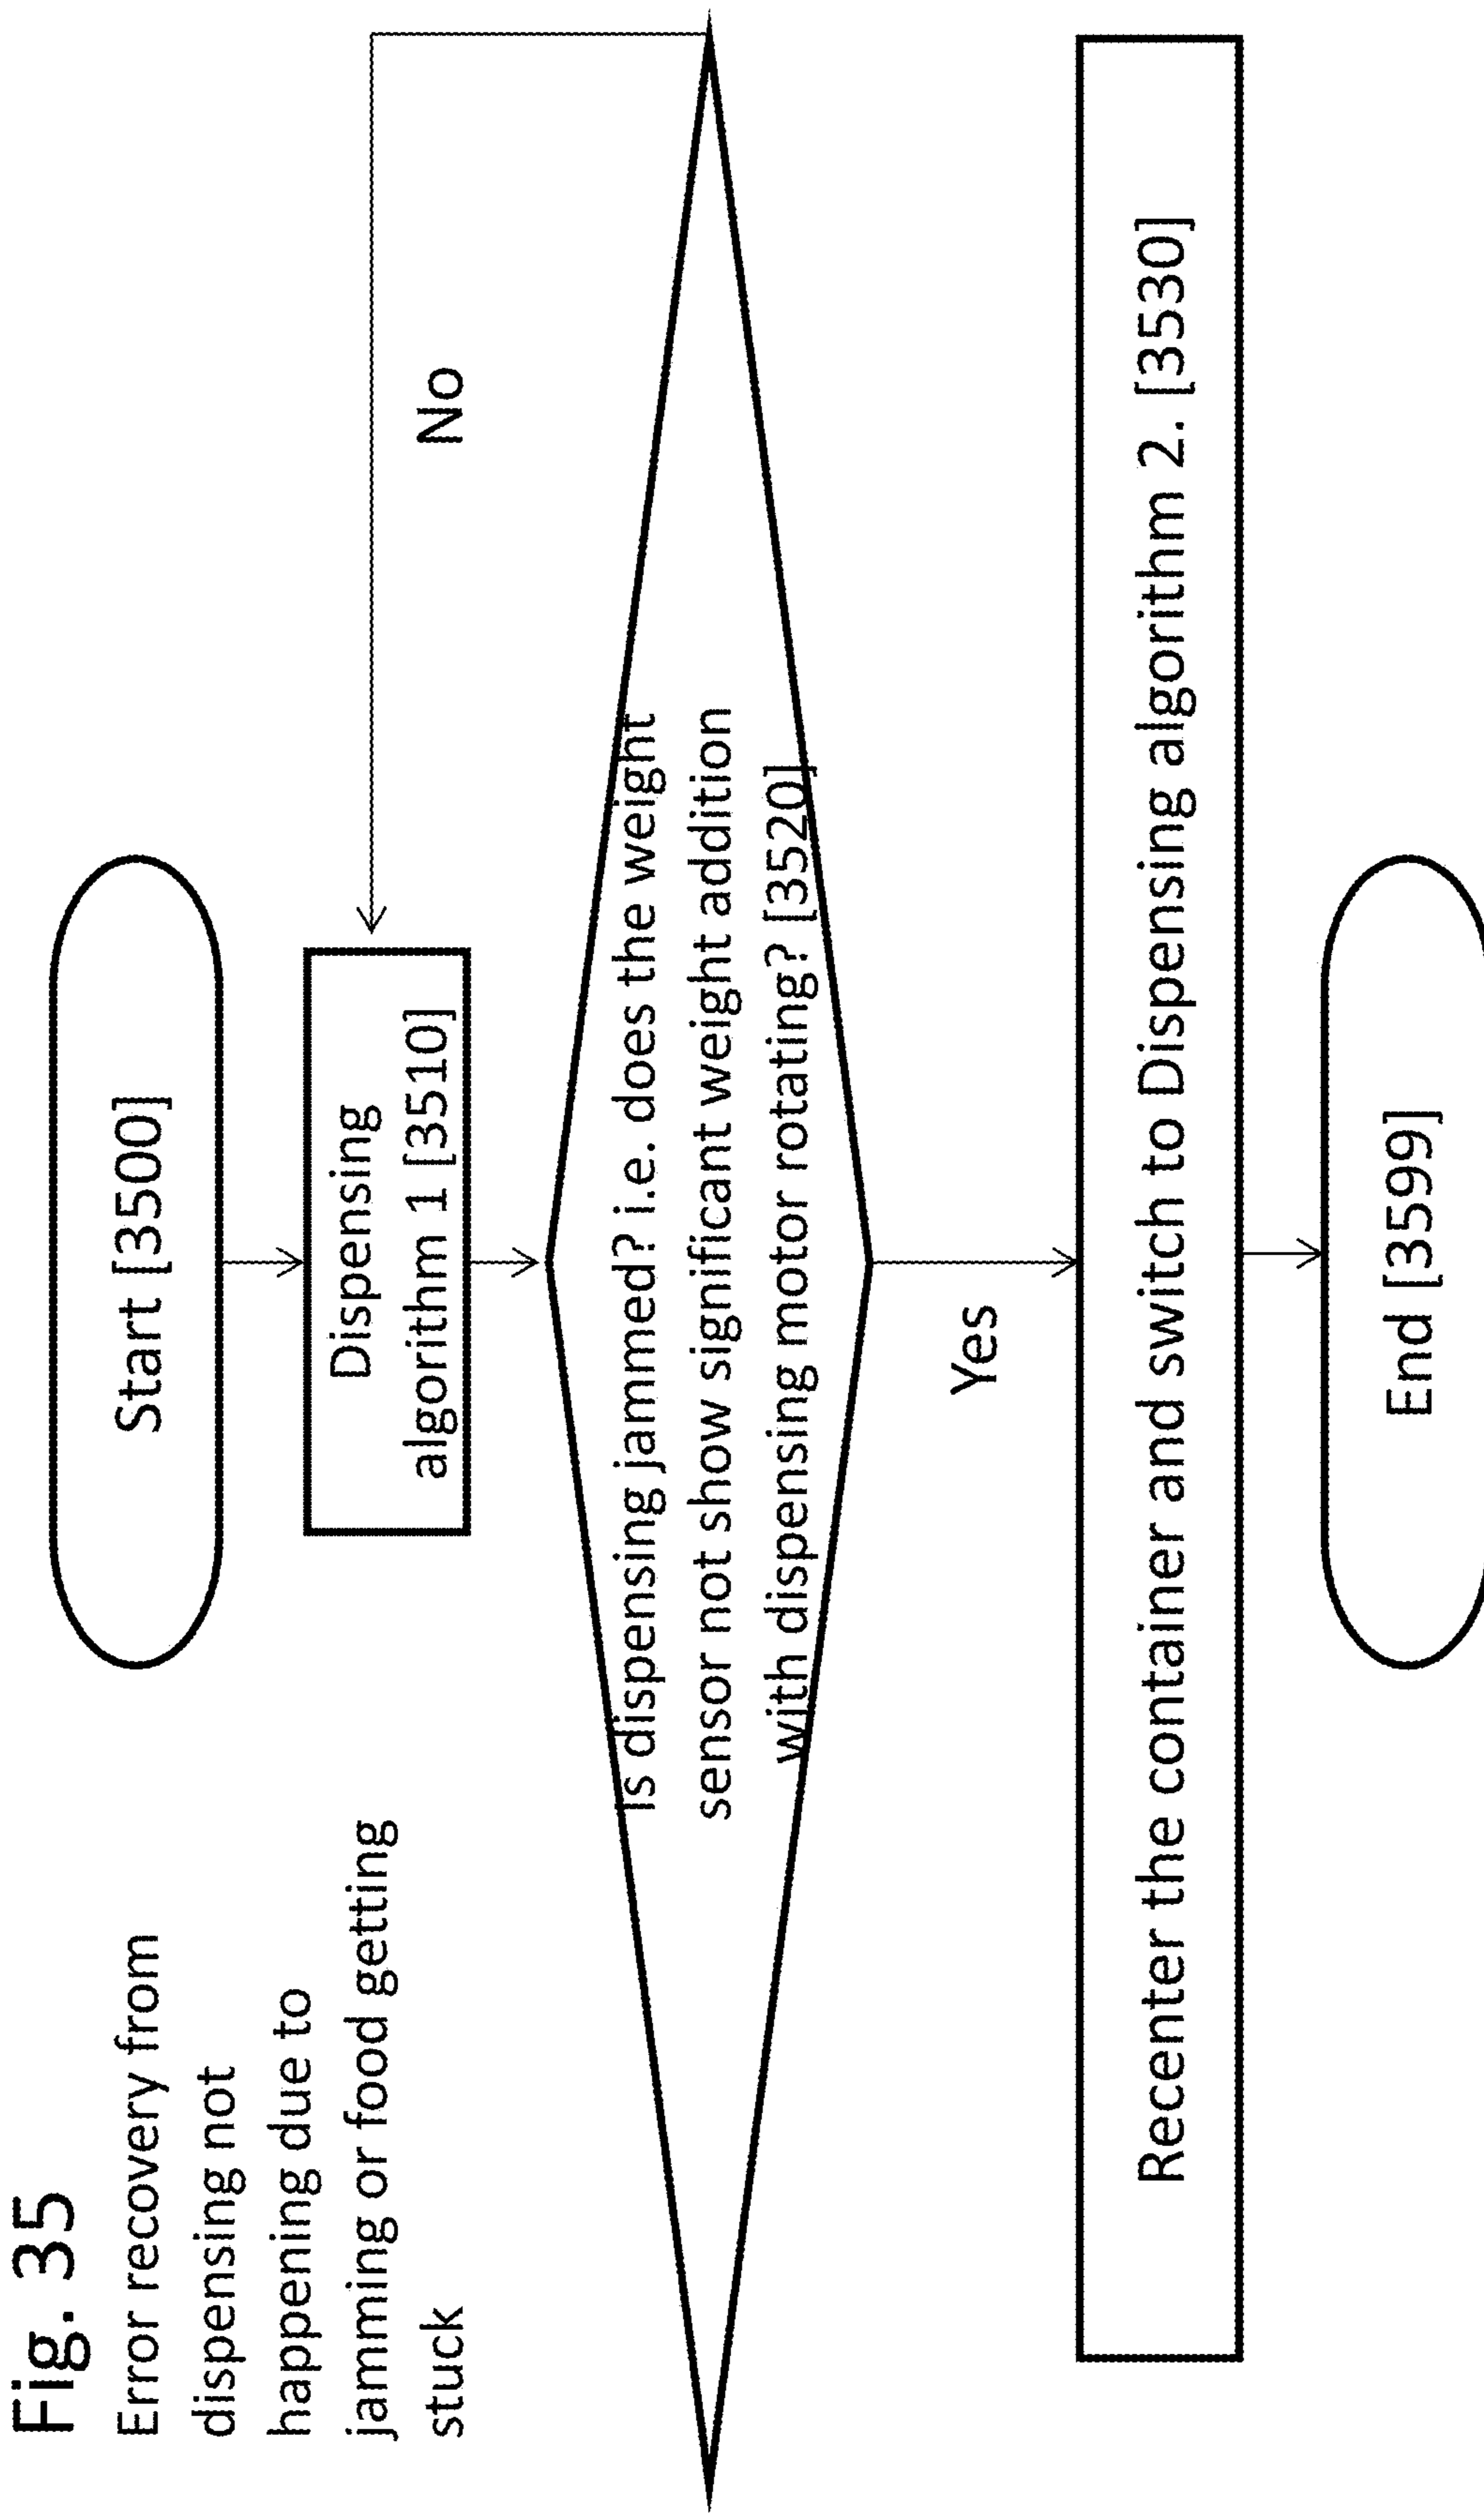 Fig. 35
Error recovery from
dispensing not
happening due to
jamming or food getting
stuck
Start [3500]
Dispensing
algorithm 1 [3510]
No
Is dispensing jammed? i.e. does the weight
sensor not show significant weight addition
with dispensing motor rotating? [3520]
Yes
Recenter the container and switch to Dispensing algorithm 2. [3530]
End [3599]